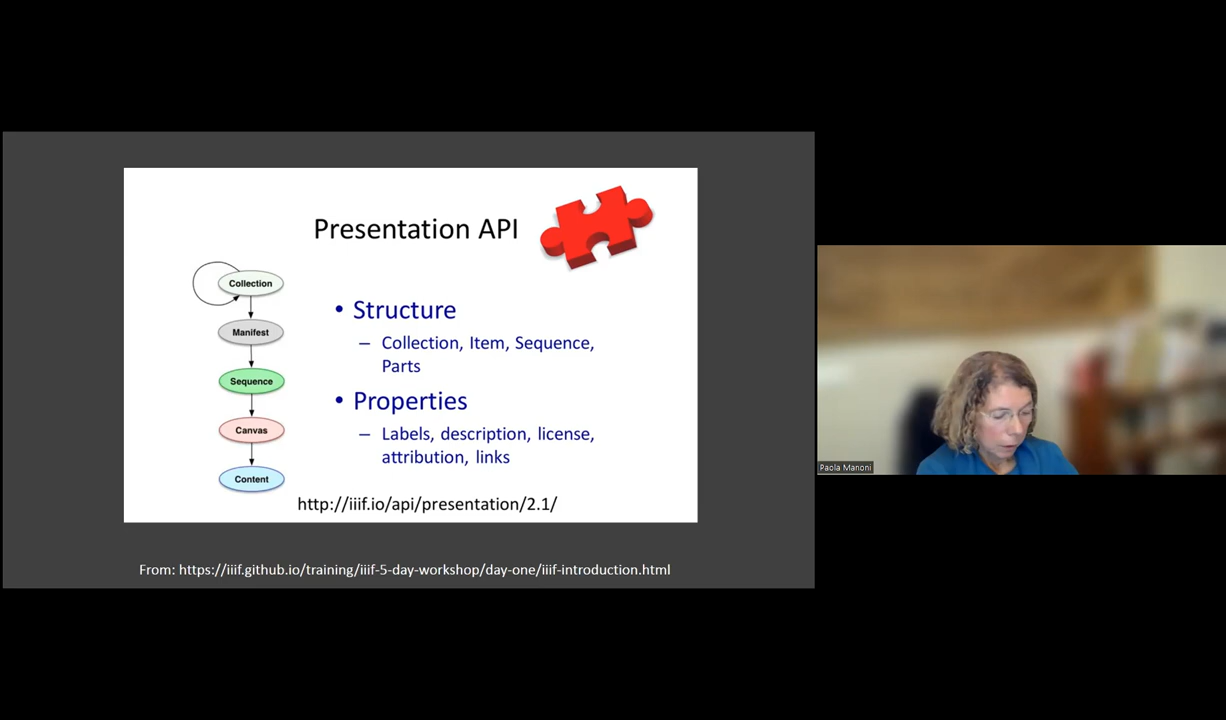 Presentation API
Collection
Manifest
Sequence
Canvas
Content
• Structure
– Collection, Item, Sequence,
Parts
• Properties
– Labels, description, license,
attribution, links
http://iiif.io/api/presentation/2.1/
From: https://iiif.github.io/training/iiif-5-day-workshop/day-one/iiif-introduction.html
Paola Manoni